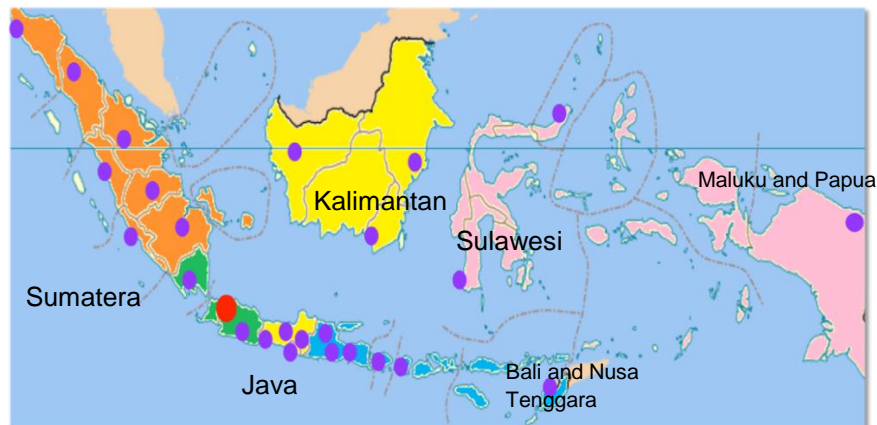 Maluku and Papua
Kalimantan
Sulawesi
Sumatera
Bali and Nusa
Tenggara
Java